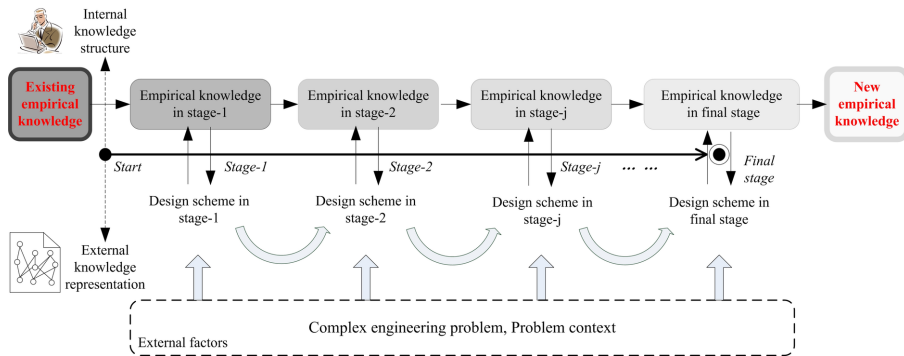 Internal
knowledge
structure
Existing
empirical
knowledge
Empirical knowledge
in stage-1
Empirical knowledge
in stage-2
Empirical knowledge
in stage-j
Empirical knowledge
in final stage
New
empirical
knowledge
Start
Stage-1
Stage-2
Stage-j
... ...
Final
stage
Design scheme in
stage-1
Design scheme in
stage-2
Design scheme in
stage-j
Design scheme in
final stage
External
knowledge
representation
Complex engineering problem, Problem context
External factors